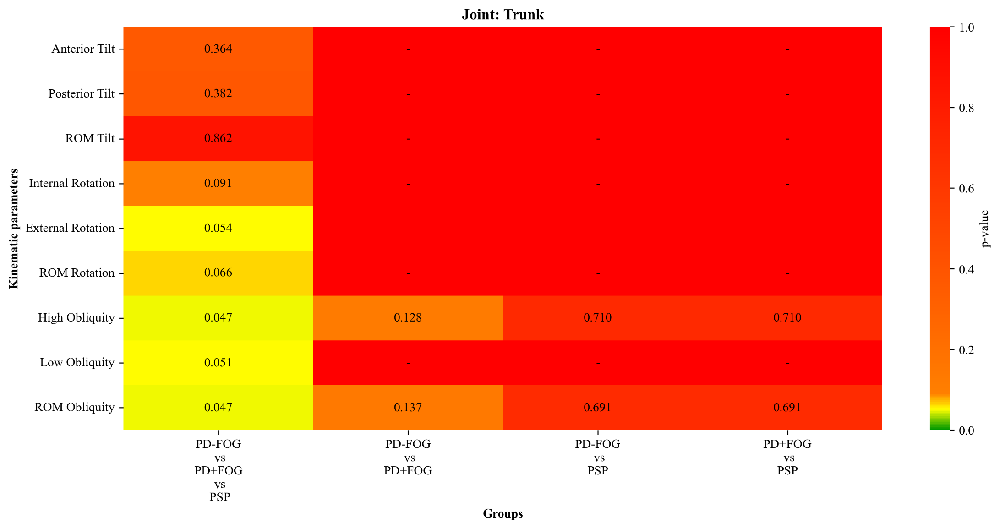 Joint: Trunk
Kinematic parameters
Anterior Tilt 0.364 - - -
Posterior Tilt 0.382 - - -
ROM Tilt 0.862 - - -
Internal Rotation 0.091 - - -
External Rotation 0.054 - - -
ROM Rotation 0.066 - - -
High Obliquity 0.047 0.128 0.710 0.710
Low Obliquity 0.051 - - -
ROM Obliquity 0.047 0.137 0.691 0.691
PD-FOG PD-FOG PD-FOG PD+FOG
vs vs vs vs
PD+FOG PD+FOG PSP PSP
vs
PSP
Groups
1.0
0.8
0.6
0.4
0.2
0.0
p-value